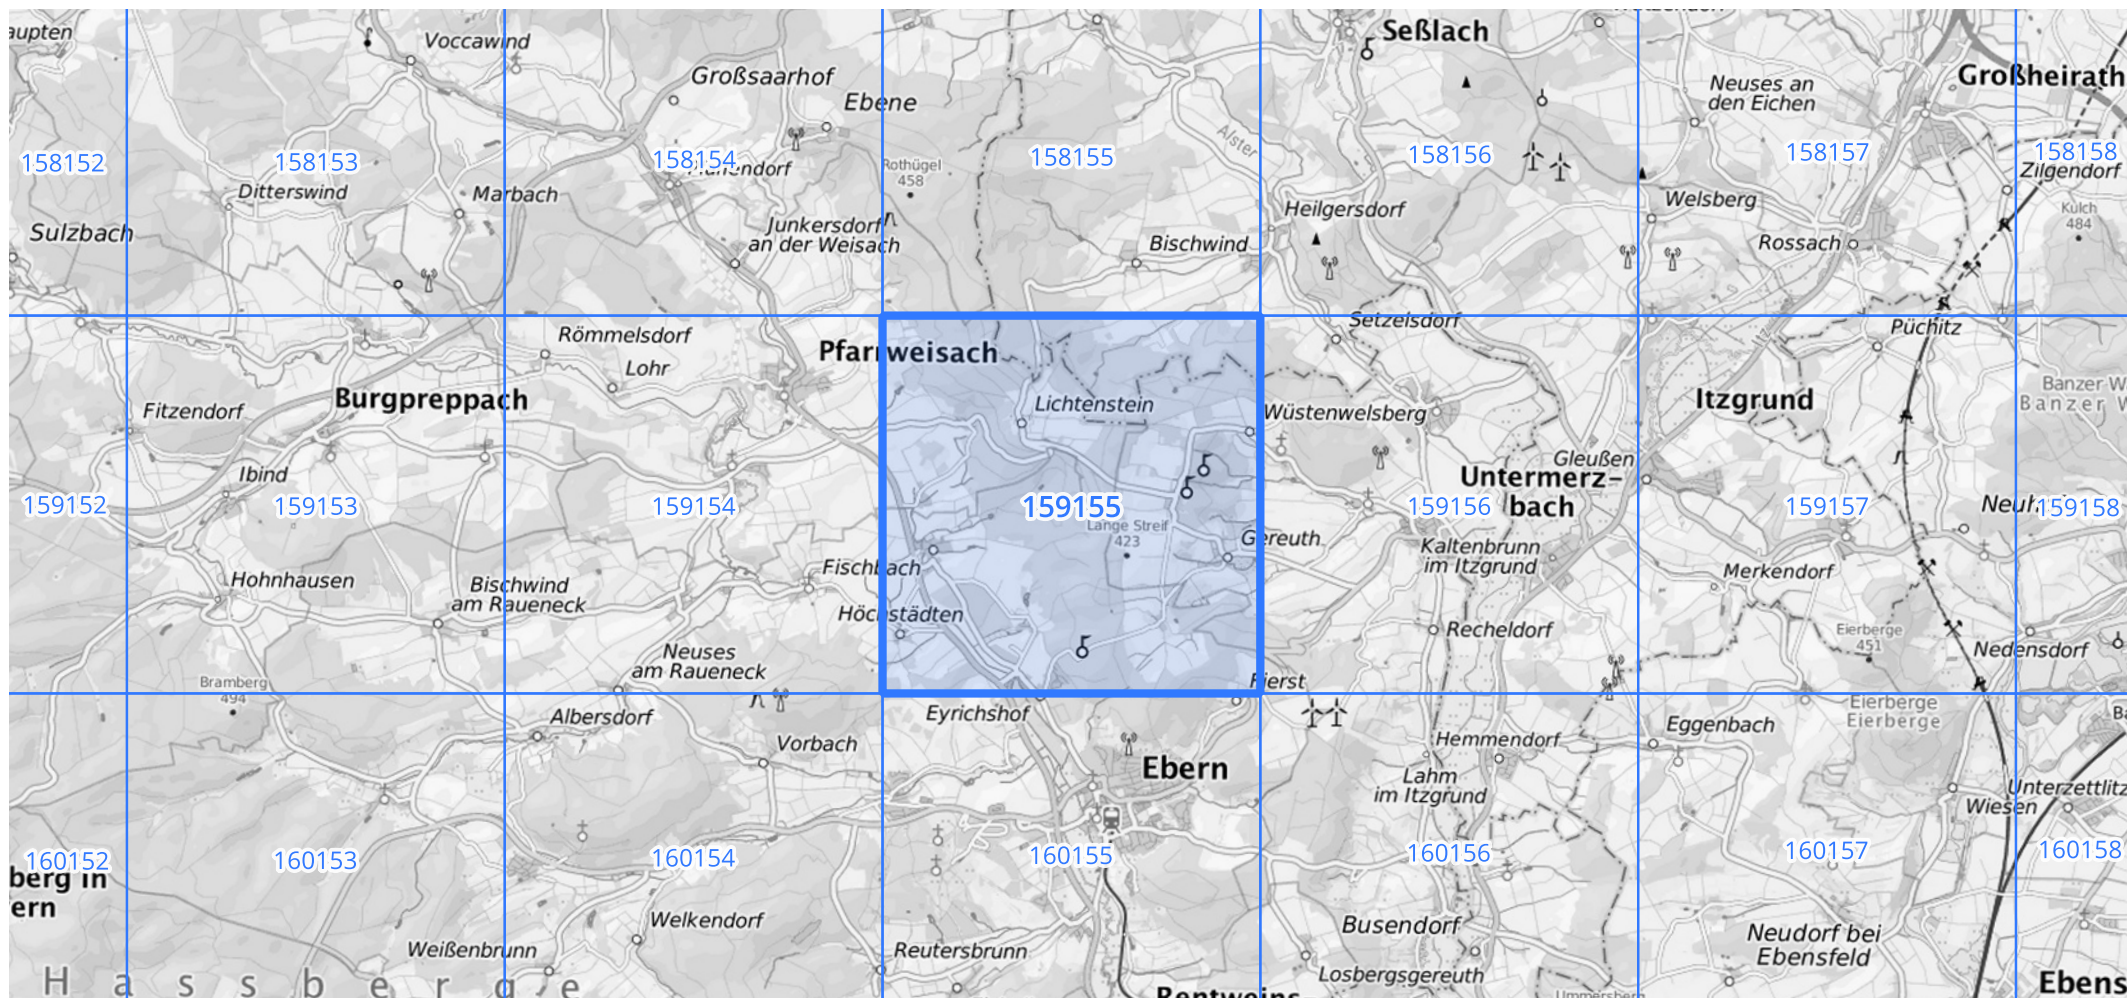 aupten
Voccawind
Seßlach
Großsaarhof
Großheirath
Ebene
Neuses an
den Eichen
Alster
158152
158153
158154
158155
158156
158157
158158
Rothügel
458
Zilgendorf
Ditterswind
Marbach
Welsberg
Sulzbach
Junkersdorf
an der Weisach
Heilgersdorf
Kulch
484
Bischwind
Rossach
Setzelsdorf
Püchitz
Römmelsdorf
Pfarrweisach
Lohr
Banzer W
Banzer W
Burgpreppach
Fitzendorf
Lichtenstein
Wüstenwelsberg
Itzgrund
Ibind
Gleußen
Untermerz-
bach
159152
159153
159154
159155
159156
159157
159158
Lange Streif
423
Gereuth
Kaltenbrunn
im Itzgrund
Hohnhausen
Bischwind
am Raueneck
Fischbach
Merkendorf
Höchstädten
Recheldorf
Eierberge
451
Nedensdorf
Neuses
am Raueneck
Bramberg
494
Fierst
Eyrichshof
Albersdorf
Eggenbach
Eierberge
Eierberge
Ba
Vorbach
Hemmendorf
Ebern
Lahm
im Itzgrund
Unterzettlitz
Wiesen
160152
160153
160154
160155
160156
160157
160158
berg in
ern
Welkendorf
Busendorf
Neudorf bei
Ebensfeld
Weißenbrunn
Reutersbrunn
Losbergsgereuth
Hassberge
Ebens